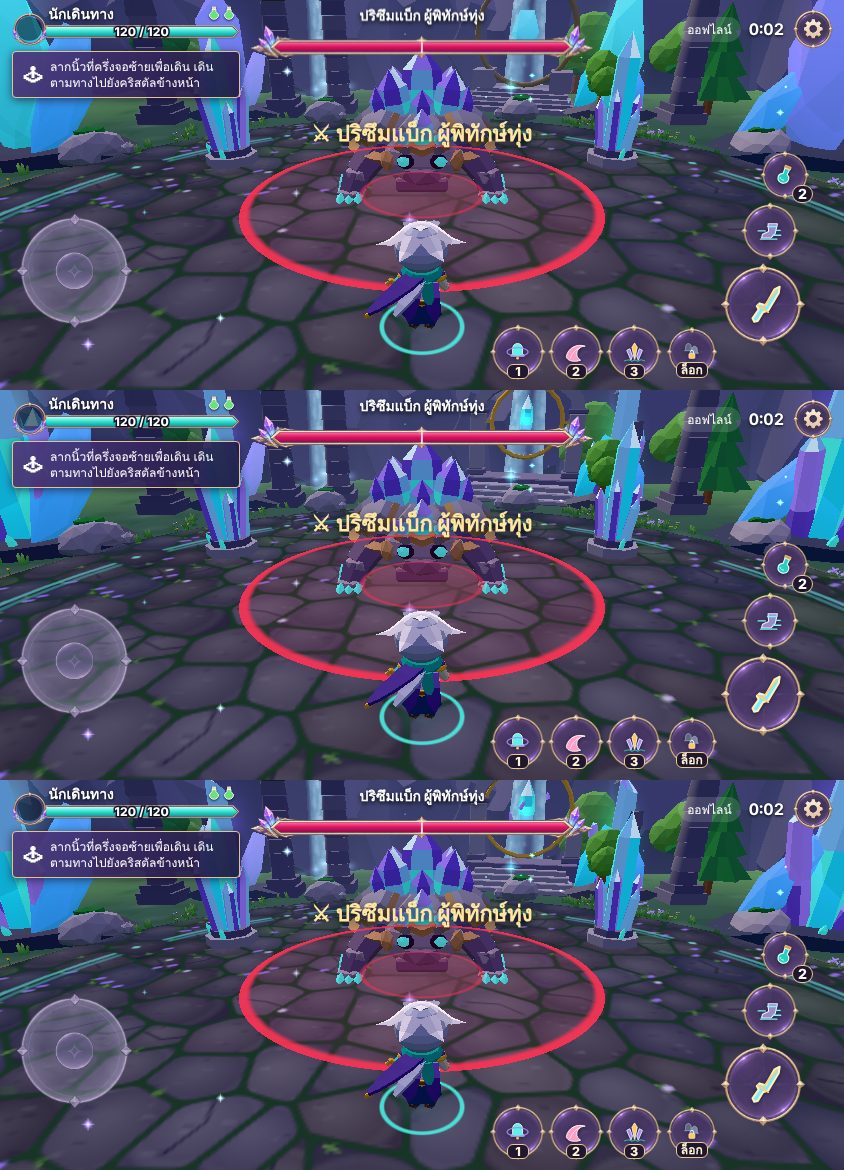 นักเดินทาง
120 / 120
ปริซึมแบ็ก ผู้พิทักษ์ทุ่ง
ออฟไลน์
0:02
ลากนิ้วที่ครึ่งจอซ้ายเพื่อเดิน เดิน
ตามทางไปยังคริสตัลข้างหน้า
ปริซึมแบ็ก ผู้พิทักษ์ทุ่ง
2
1
2
3
ล็อก
นักเดินทาง
120 / 120
ปริซึมแบ็ก ผู้พิทักษ์ทุ่ง
ออฟไลน์
0:02
ลากนิ้วที่ครึ่งจอซ้ายเพื่อเดิน เดิน
ตามทางไปยังคริสตัลข้างหน้า
ปริซึมแบ็ก ผู้พิทักษ์ทุ่ง
2
1
2
3
ล็อก
นักเดินทาง
120 / 120
ปริซึมแบ็ก ผู้พิทักษ์ทุ่ง
ออฟไลน์
0:02
ลากนิ้วที่ครึ่งจอซ้ายเพื่อเดิน เดิน
ตามทางไปยังคริสตัลข้างหน้า
ปริซึมแบ็ก ผู้พิทักษ์ทุ่ง
2
1
2
3
ล็อก